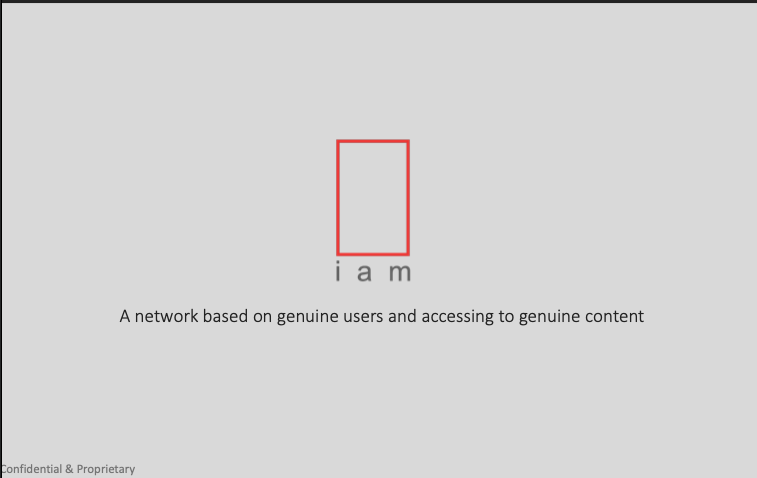 i a m
A network based on genuine users and accessing to genuine content
Confidential & Proprietary